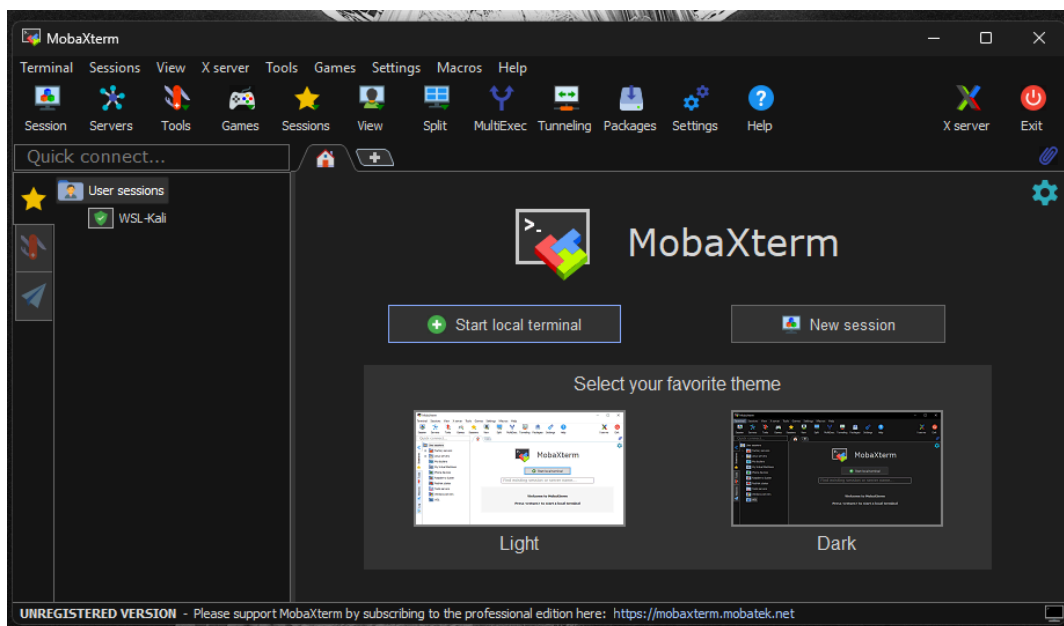 MobaXterm
Terminal Sessions View X server Tools Games Settings Macros Help
Session Servers Tools Games Sessions View Split MultiExec Tunneling Packages Settings Help X server Exit
Quick connect...
User sessions
WSL-Kali
>_
MobaXterm
Start local terminal
New session
Select your favorite theme
MobaXterm
MobaXterm
Light
Dark
UNREGISTERED VERSION - Please support MobaXterm by subscribing to the professional edition here: https://mobaxterm.mobatek.net